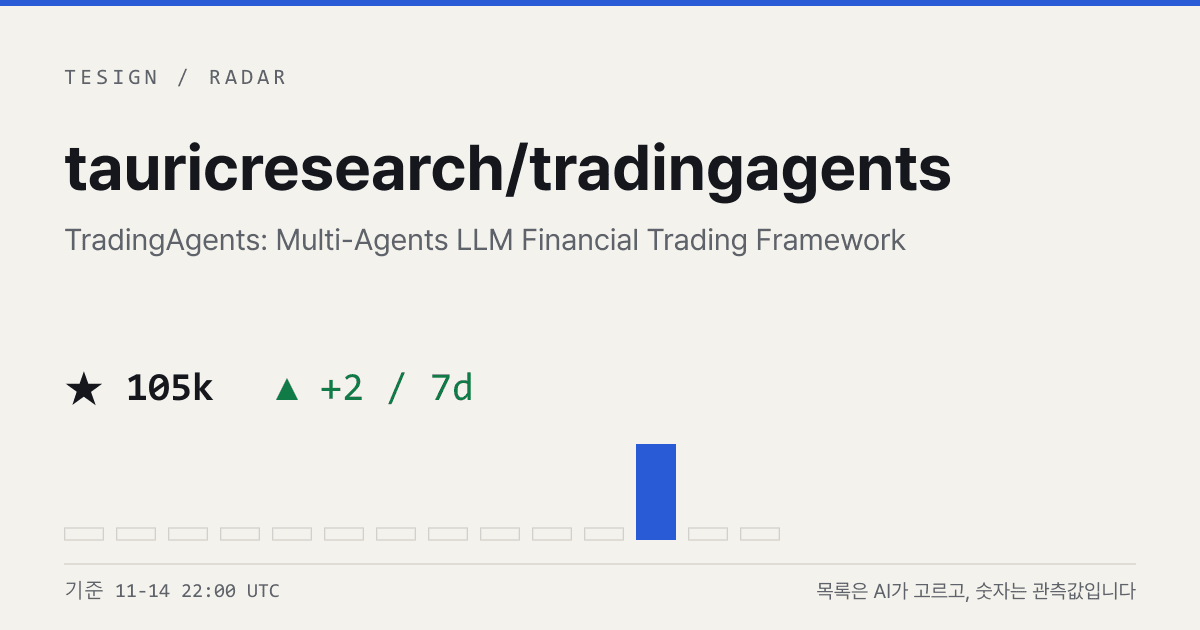 TESIGN / RADAR
tauricresearch/tradingagents
TradingAgents: Multi-Agents LLM Financial Trading Framework
★ 105k ▲ +2 / 7d
기준 11-14 22:00 UTC
목록은 AI가 고르고, 숫자는 관측값입니다